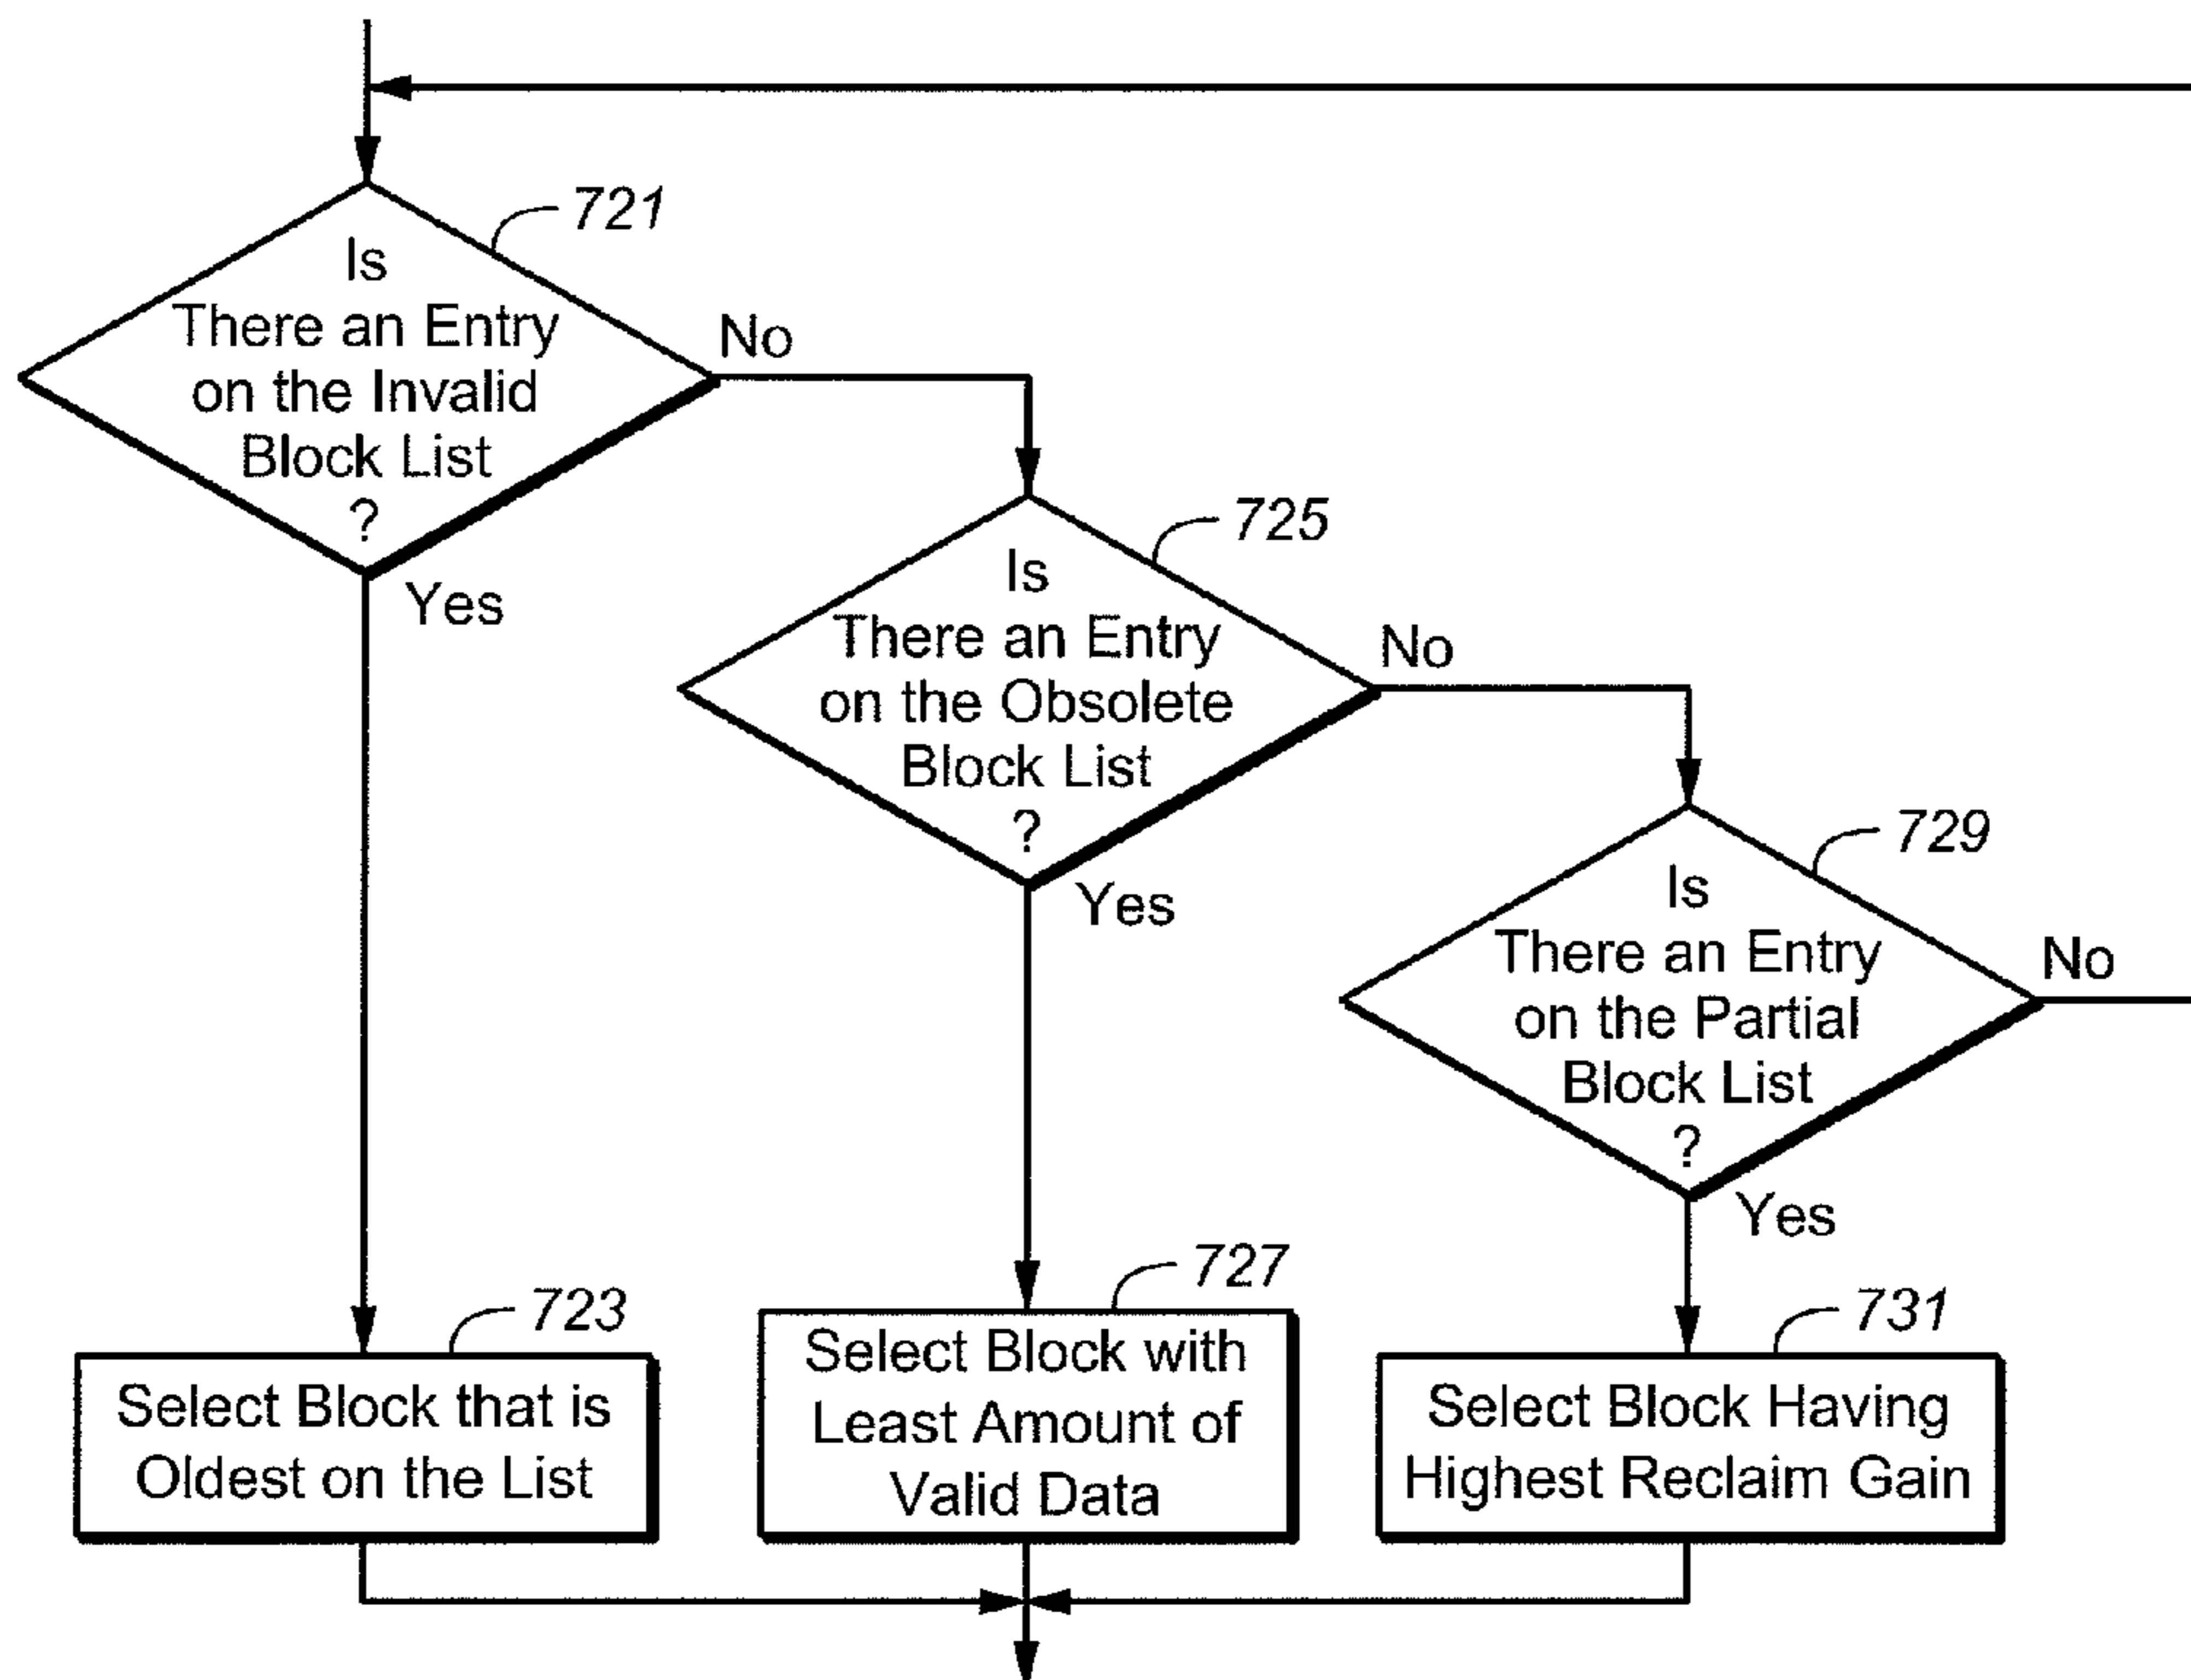 721
Is
There an Entry
on the Invalid
Block List
?
No
Yes
725
Is
There an Entry
on the Obsolete
Block List
?
No
Yes
729
Is
There an Entry
on the Partial
Block List
?
No
Yes
723
Select Block that is
Oldest on the List
727
Select Block with
Least Amount of
Valid Data
731
Select Block Having
Highest Reclaim Gain